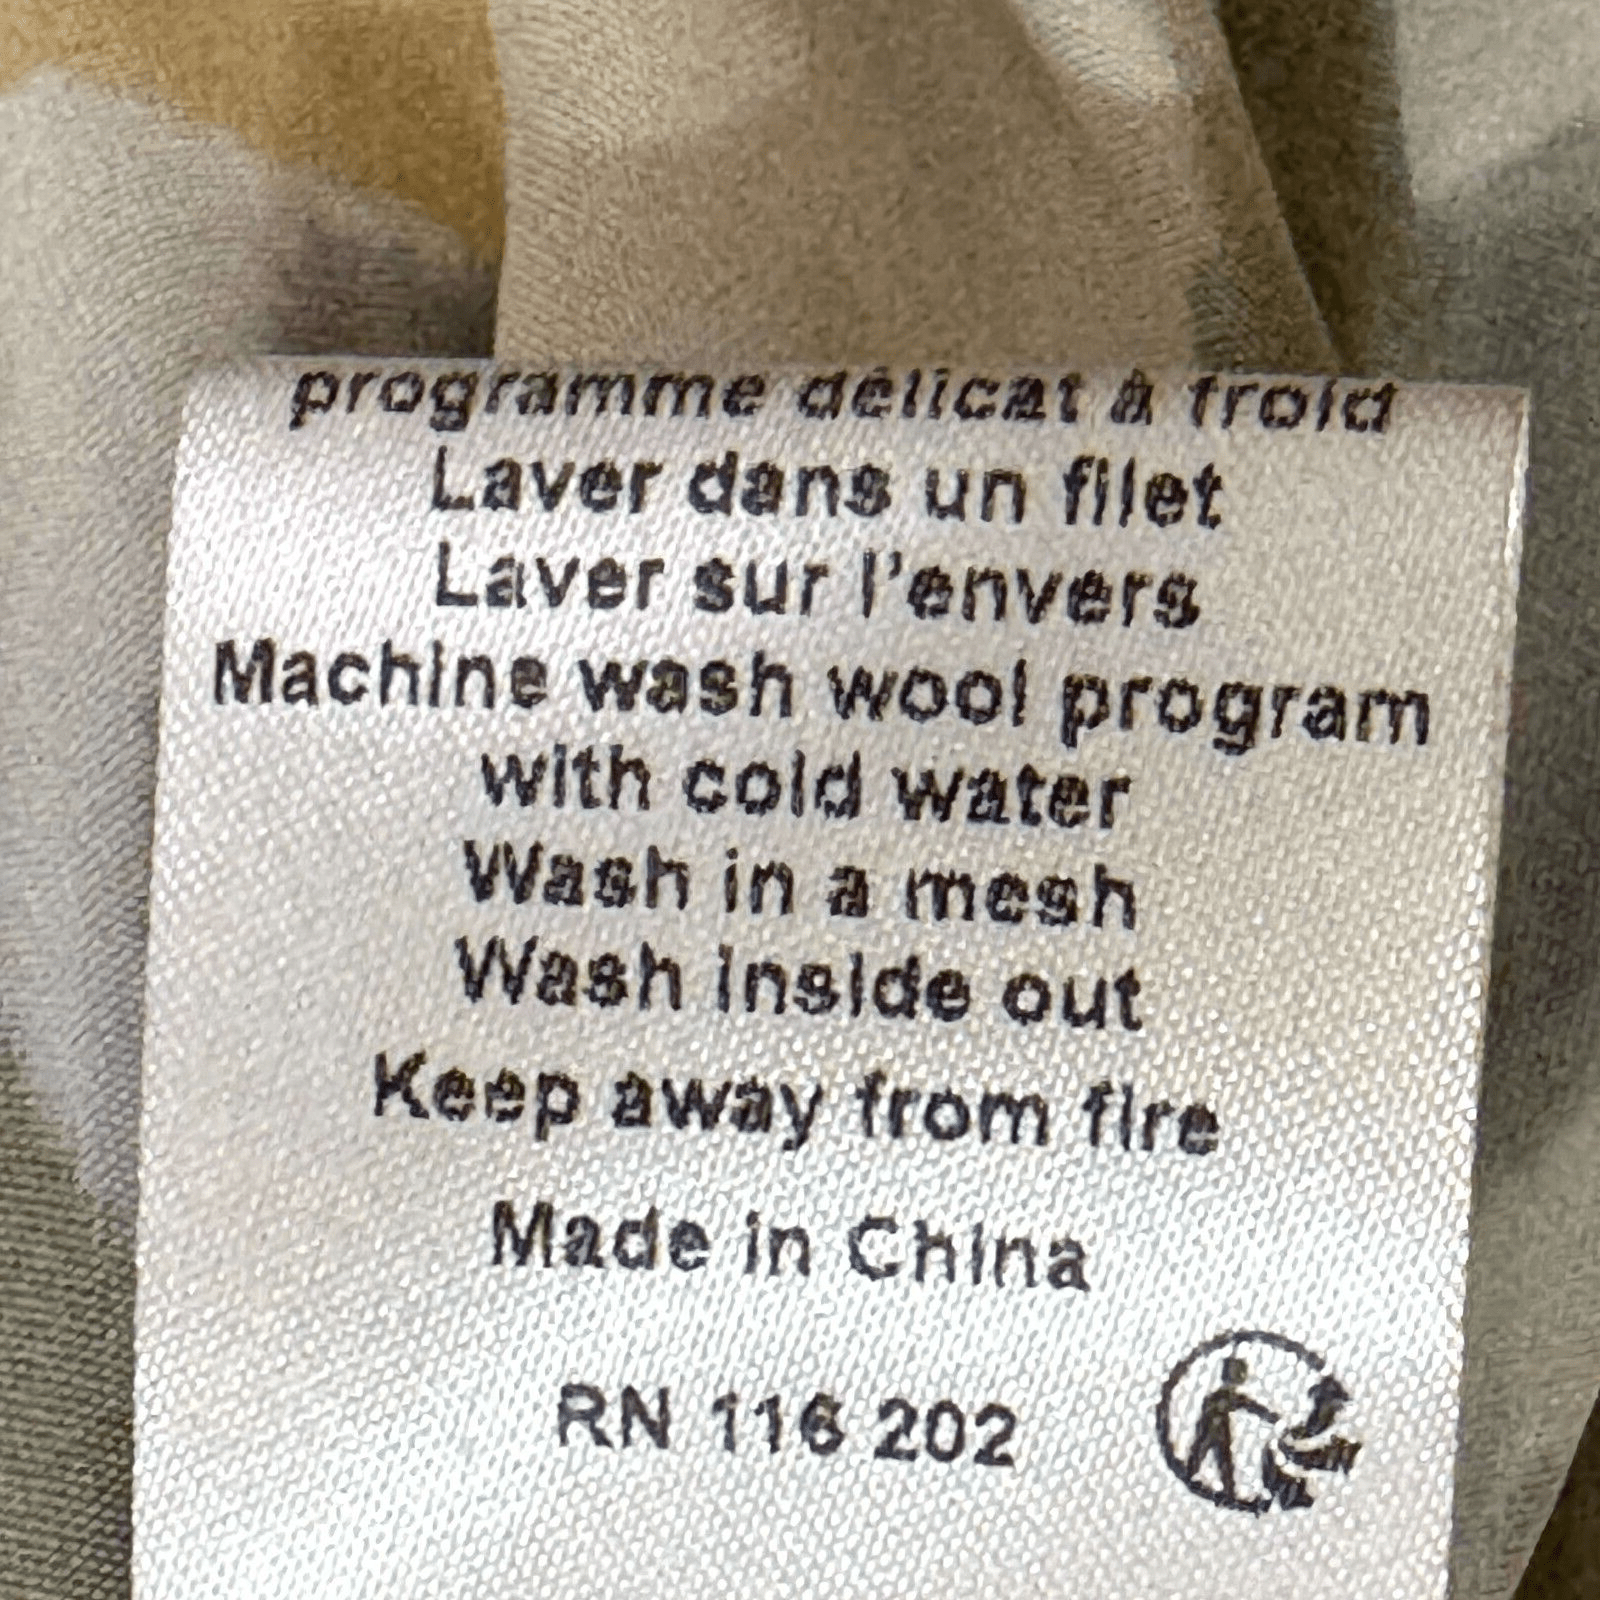 programme délicat à froid
Laver dans un filet
Laver sur l'envers
Machine wash wool program
with cold water
Wash in a mesh
Wash inside out
Keep away from fire
Made in China
RN 116 202